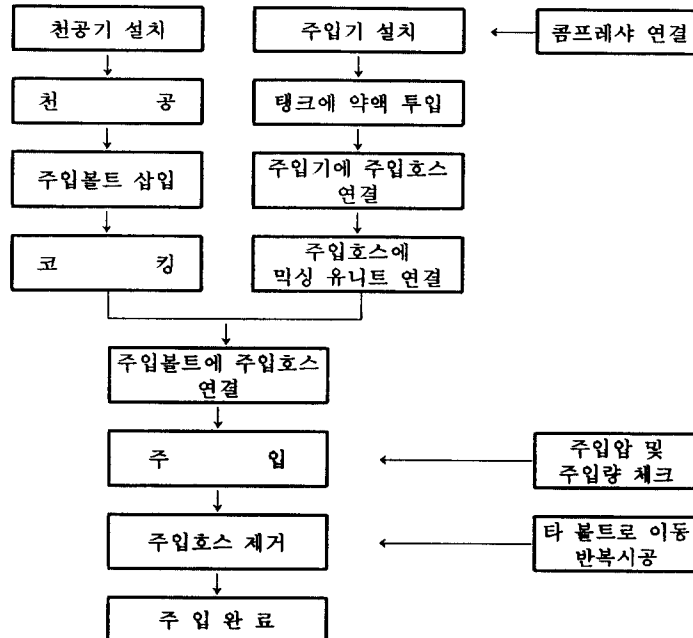 천공기 설치
주입기 설치
콤프레샤 연결
천 공
탱크에 약액 투입
주입볼트 삽입
주입기에 주입호스
연결
코 킹
주입호스에
믹싱 유니트 연결
주입볼트에 주입호스
연결
주 입
주입압 및
주입량 체크
주입호스 제거
타 볼트로 이동
반복시공
주 입 완 료